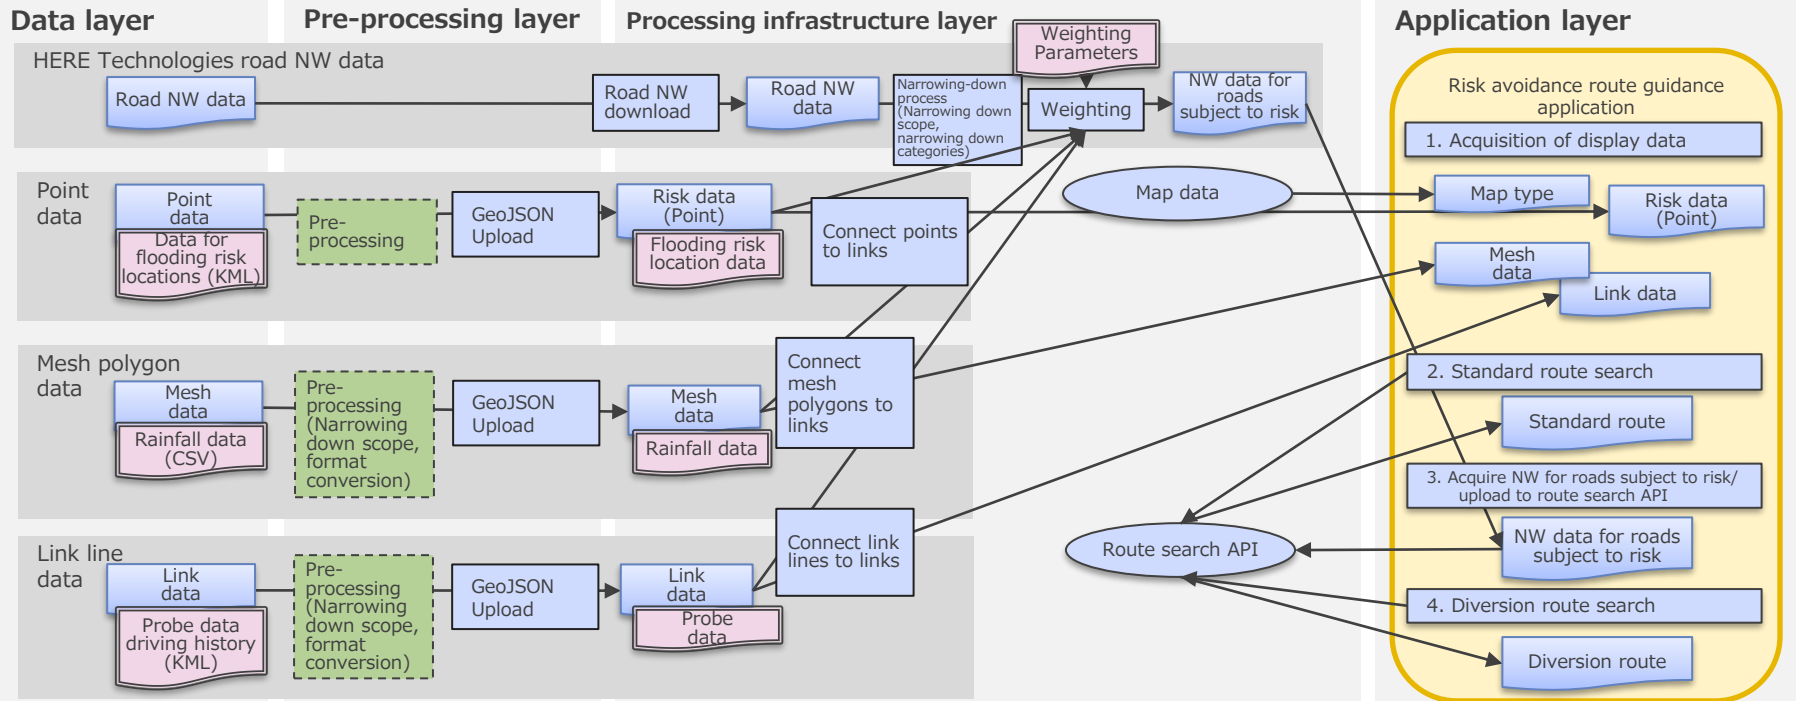 Data layer
Pre-processing layer
Processing infrastructure layer
Application layer
HERE Technologies road NW data
Road NW data
Road NW
download
Road NW
data
Narrowing-down
process
(Narrowing down
scope,
narrowing down
categories)
Weighting
Parameters
Weighting
NW data for
roads
subject to risk
Point
data
Point
data
Data for
flooding risk
locations (KML)
Pre-
processing
GeoJSON
Upload
Risk data
(Point)
Flooding risk
location data
Connect points
to links
Map data
Mesh polygon
data
Mesh
data
Rainfall data
(CSV)
Pre-
processing
(Narrowing
down scope,
format
conversion)
GeoJSON
Upload
Mesh
data
Rainfall data
Connect
mesh
polygons to
links
Link line
data
Link
data
Probe data
driving history
(KML)
Pre-
processing
(Narrowing
down scope,
format
conversion)
GeoJSON
Upload
Link
data
Probe
data
Connect link
lines to links
Route search API
Risk avoidance route guidance
application
1. Acquisition of display data
Map type
Risk data
(Point)
Mesh
data
Link data
2. Standard route search
Standard route
3. Acquire NW for roads subject to risk/
upload to route search API
NW data for roads
subject to risk
4. Diversion route search
Diversion route